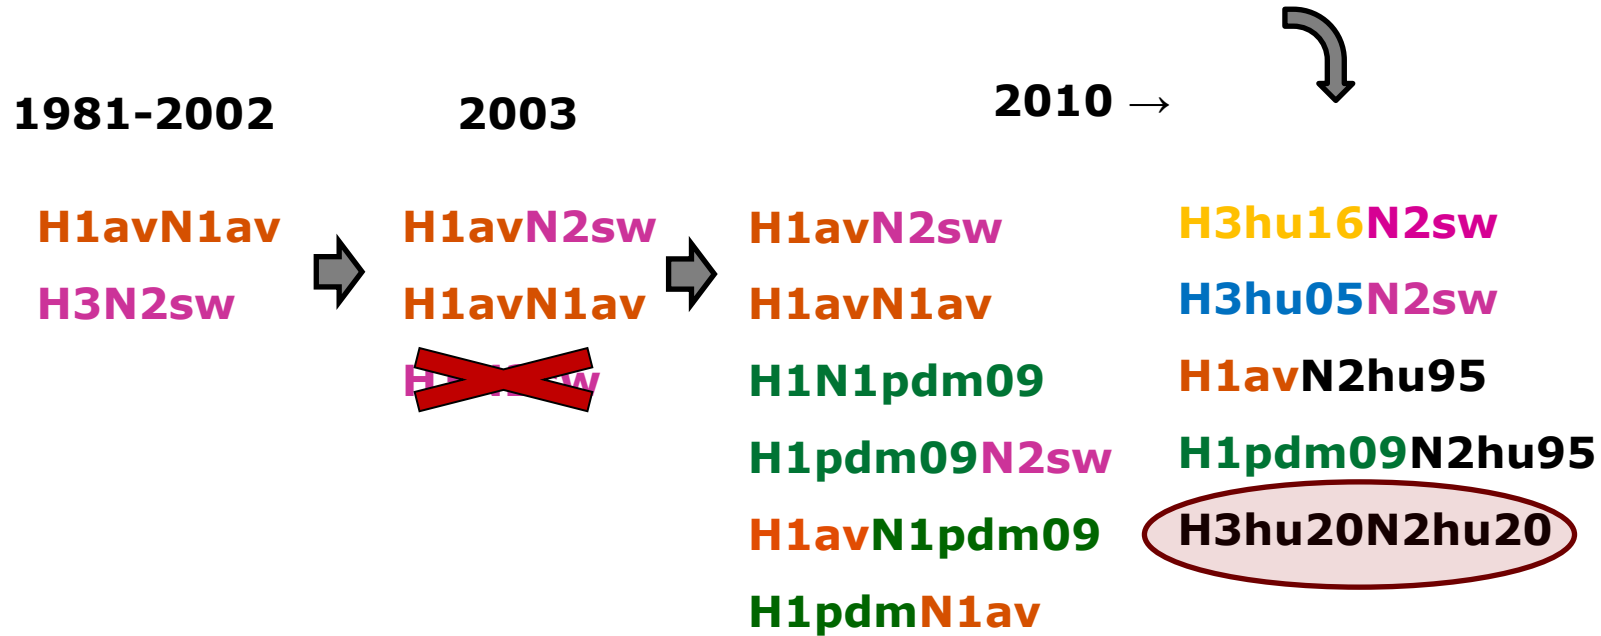 1981-2002
H1avN1av
H3N2sw
2003
H1avN2sw
H1avN1av
2010 →
H1avN2sw
H1avN1av
H1N1pdm09
H1pdm09N2sw
H1avN1pdm09
H1pdmN1av
H3hu16N2sw
H3hu05N2sw
H1avN2hu95
H1pdm09N2hu95
H3hu20N2hu20